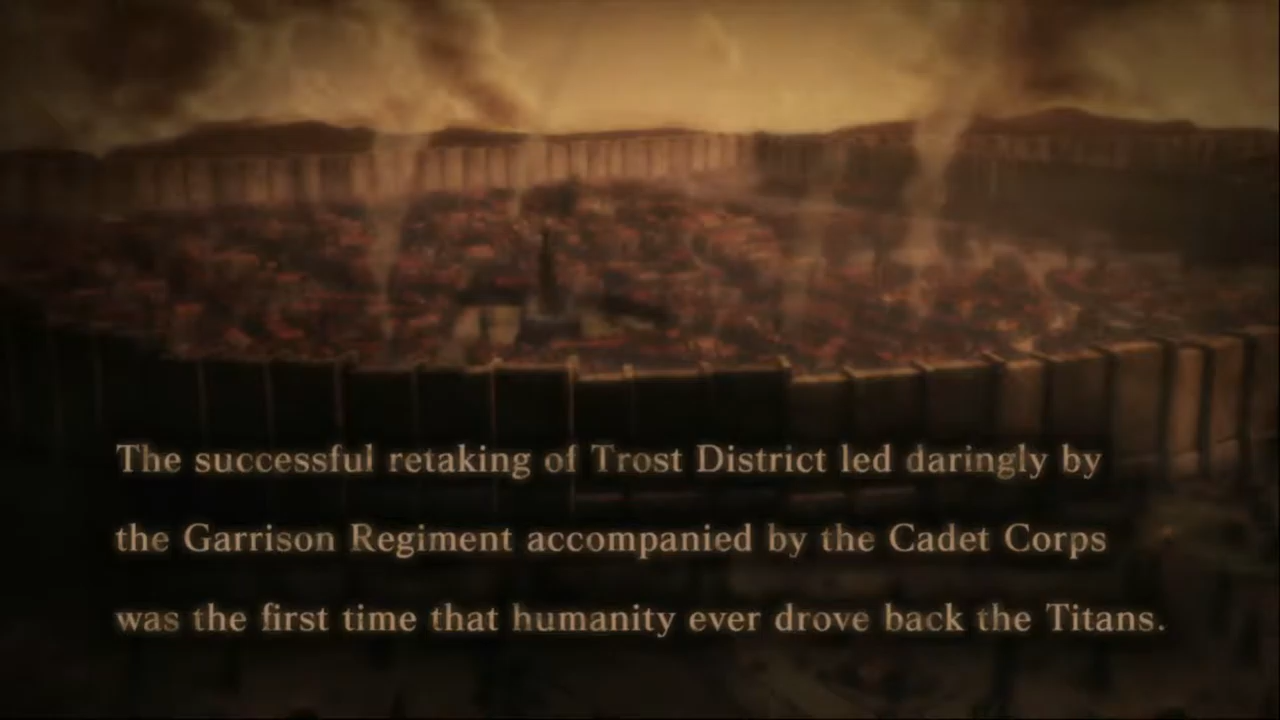 The successful retaking of Trost District led daringly by
the Garrison Regiment accompanied by the Cadet Corps
was the first time that humanity ever drove back the Titans.